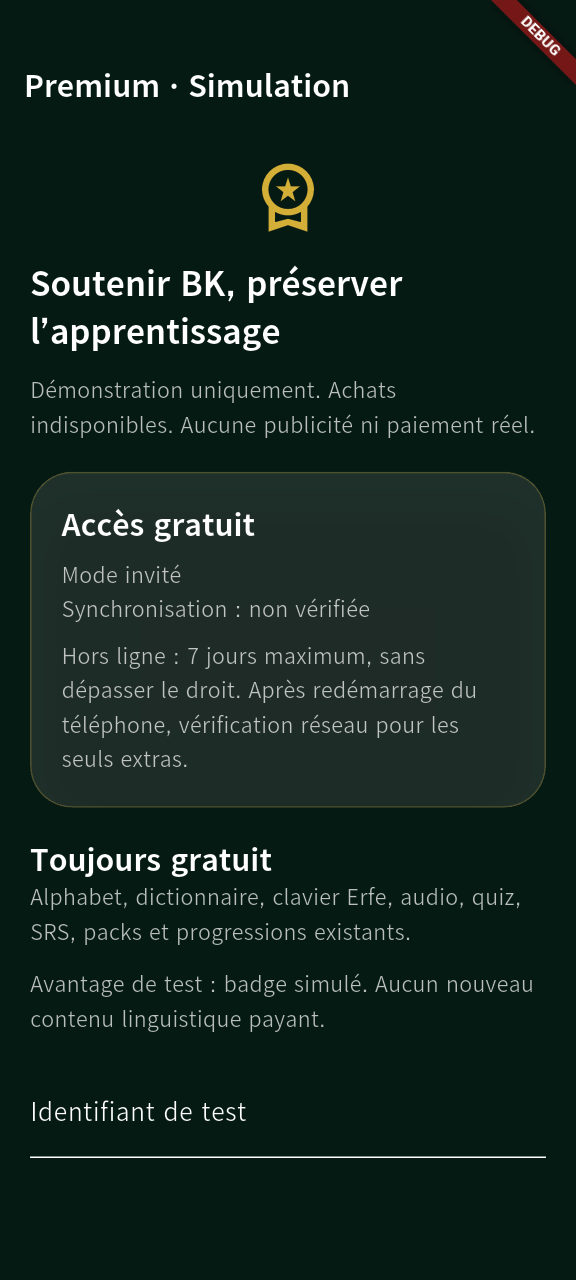 DEBUG
Premium · Simulation
Soutenir BK, préserver
l’apprentissage
Démonstration uniquement. Achats
indisponibles. Aucune publicité ni paiement réel.
Accès gratuit
Mode invité
Synchronisation : non vérifiée
Hors ligne : 7 jours maximum, sans
dépasser le droit. Après redémarrage du
téléphone, vérification réseau pour les
seuls extras.
Toujours gratuit
Alphabet, dictionnaire, clavier Erfe, audio, quiz,
SRS, packs et progressions existants.
Avantage de test : badge simulé. Aucun nouveau
contenu linguistique payant.
Identifiant de test